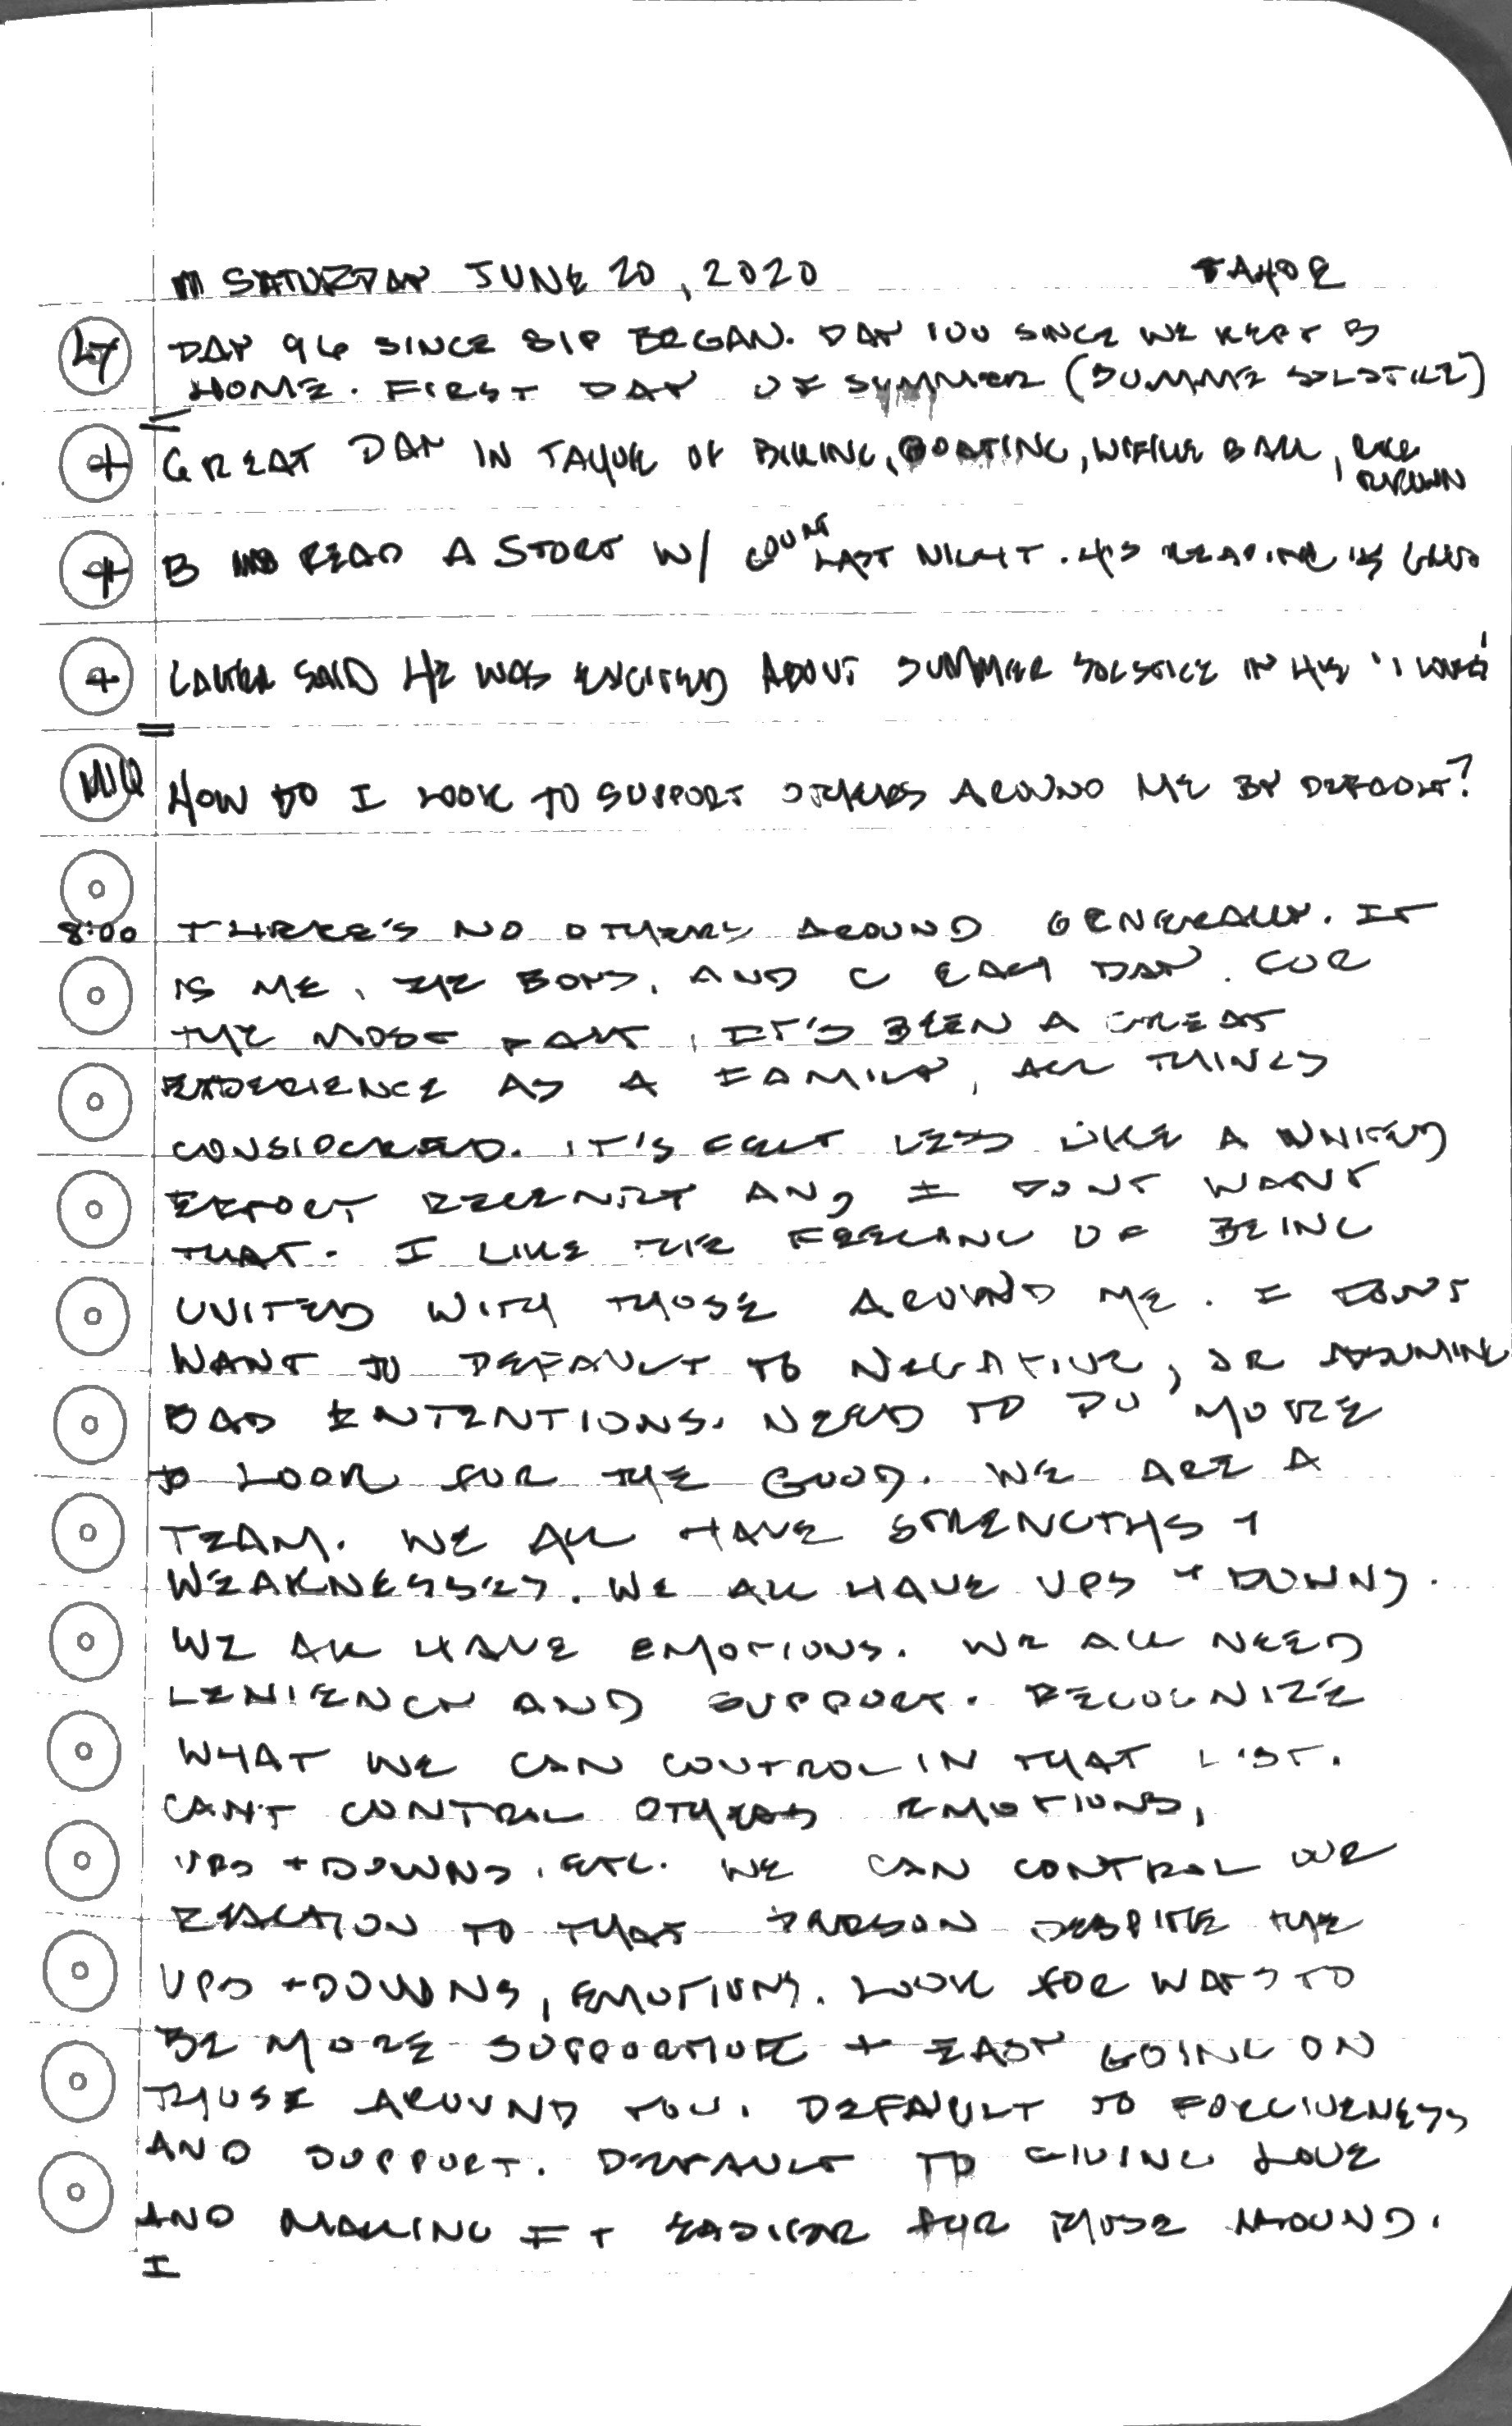 SATURDAY JUNE 20, 2020 TAHOE
DAY 96 SINCE SIP BEGAN. DAY 100 SINCE WE KEPT B
HOME. FIRST DAY OF SUMMER (SUMME SOLSTICE)
+ GREAT DAY IN TAHOE OF BIKING, BOATING, WIFFLE BALL,
+ B READ A STORY W/ LAST NIGHT. HIS READING IS GOOD
+ LATER SAID HE WAS EXCITED ABOUT SUMMER SOLSTICE IN HIS "I LOVES"
HOW DO I LOOK TO SUPPORT OTHERS AROUND ME BY DEFAULT?
8:00 THERE'S NO OTHERS AROUND GENERALLY. IT
IS ME, THE BOYS, AND C EACH DAY. FOR
THE MOST PART, IT'S BEEN A GREAT
EXPERIENCE AS A FAMILY, ALL THINGS
CONSIDERED. IT'S FELT LESS LIKE A UNIFIED
EFFORT RECENTLY AND I DONT WANT
THAT. I LIKE THE FEELING OF BEING
UNITED WITH THOSE AROUND ME. I DONT
WANT TO DEFAULT TO NEGATIVE, OR ASSUMING
BAD INTENTIONS. NEED TO DO MORE
TO LOOK FOR THE GOOD. WE ARE A
TEAM. WE ALL HAVE STRENGTHS +
WEAKNESSES. WE ALL HAVE UPS + DOWNS.
WE ALL HAVE EMOTIONS. WE ALL NEED
LENIENCY AND SUPPORT. RECOGNIZE
WHAT WE CAN CONTROL IN THAT LIST.
CAN'T CONTROL OTHERS EMOTIONS,
UPS + DOWNS, ETC. WE CAN CONTROL OUR
REACTION TO THAT PERSON DESPITE THE
UPS + DOWNS, EMOTIONS. LOOK FOR WAYS TO
BE MORE SUPPORTIVE + EASY GOING ON
THOSE AROUND YOU. DEFAULT TO FORGIVENESS
AND SUPPORT. DEFAULT TO GIVING LOVE
AND MAKING IT EASIER FOR THOSE AROUND.
I